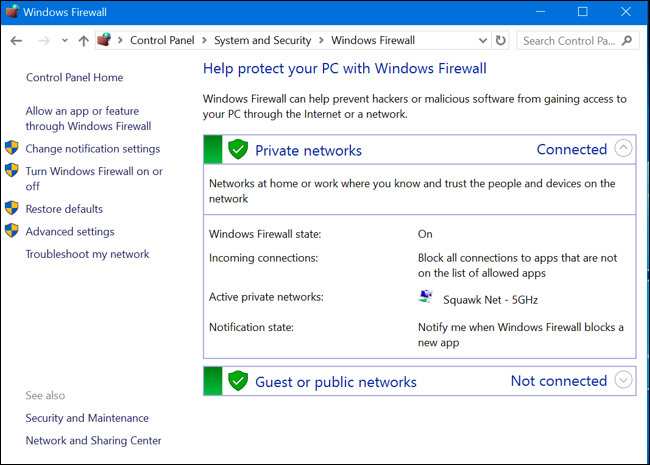 Windows Firewall
Control Panel > System and Security > Windows Firewall
Search Control Pa...
Control Panel Home
Allow an app or feature
through Windows Firewall
Change notification settings
Turn Windows Firewall on or
off
Restore defaults
Advanced settings
Troubleshoot my network
See also
Security and Maintenance
Network and Sharing Center
Help protect your PC with Windows Firewall
Windows Firewall can help prevent hackers or malicious software from gaining access to
your PC through the Internet or a network.
Private networks Connected
Networks at home or work where you know and trust the people and devices on the
network
Windows Firewall state: On
Incoming connections: Block all connections to apps that are not
on the list of allowed apps
Active private networks: Squawk Net - 5GHz
Notification state: Notify me when Windows Firewall blocks a
new app
Guest or public networks Not connected